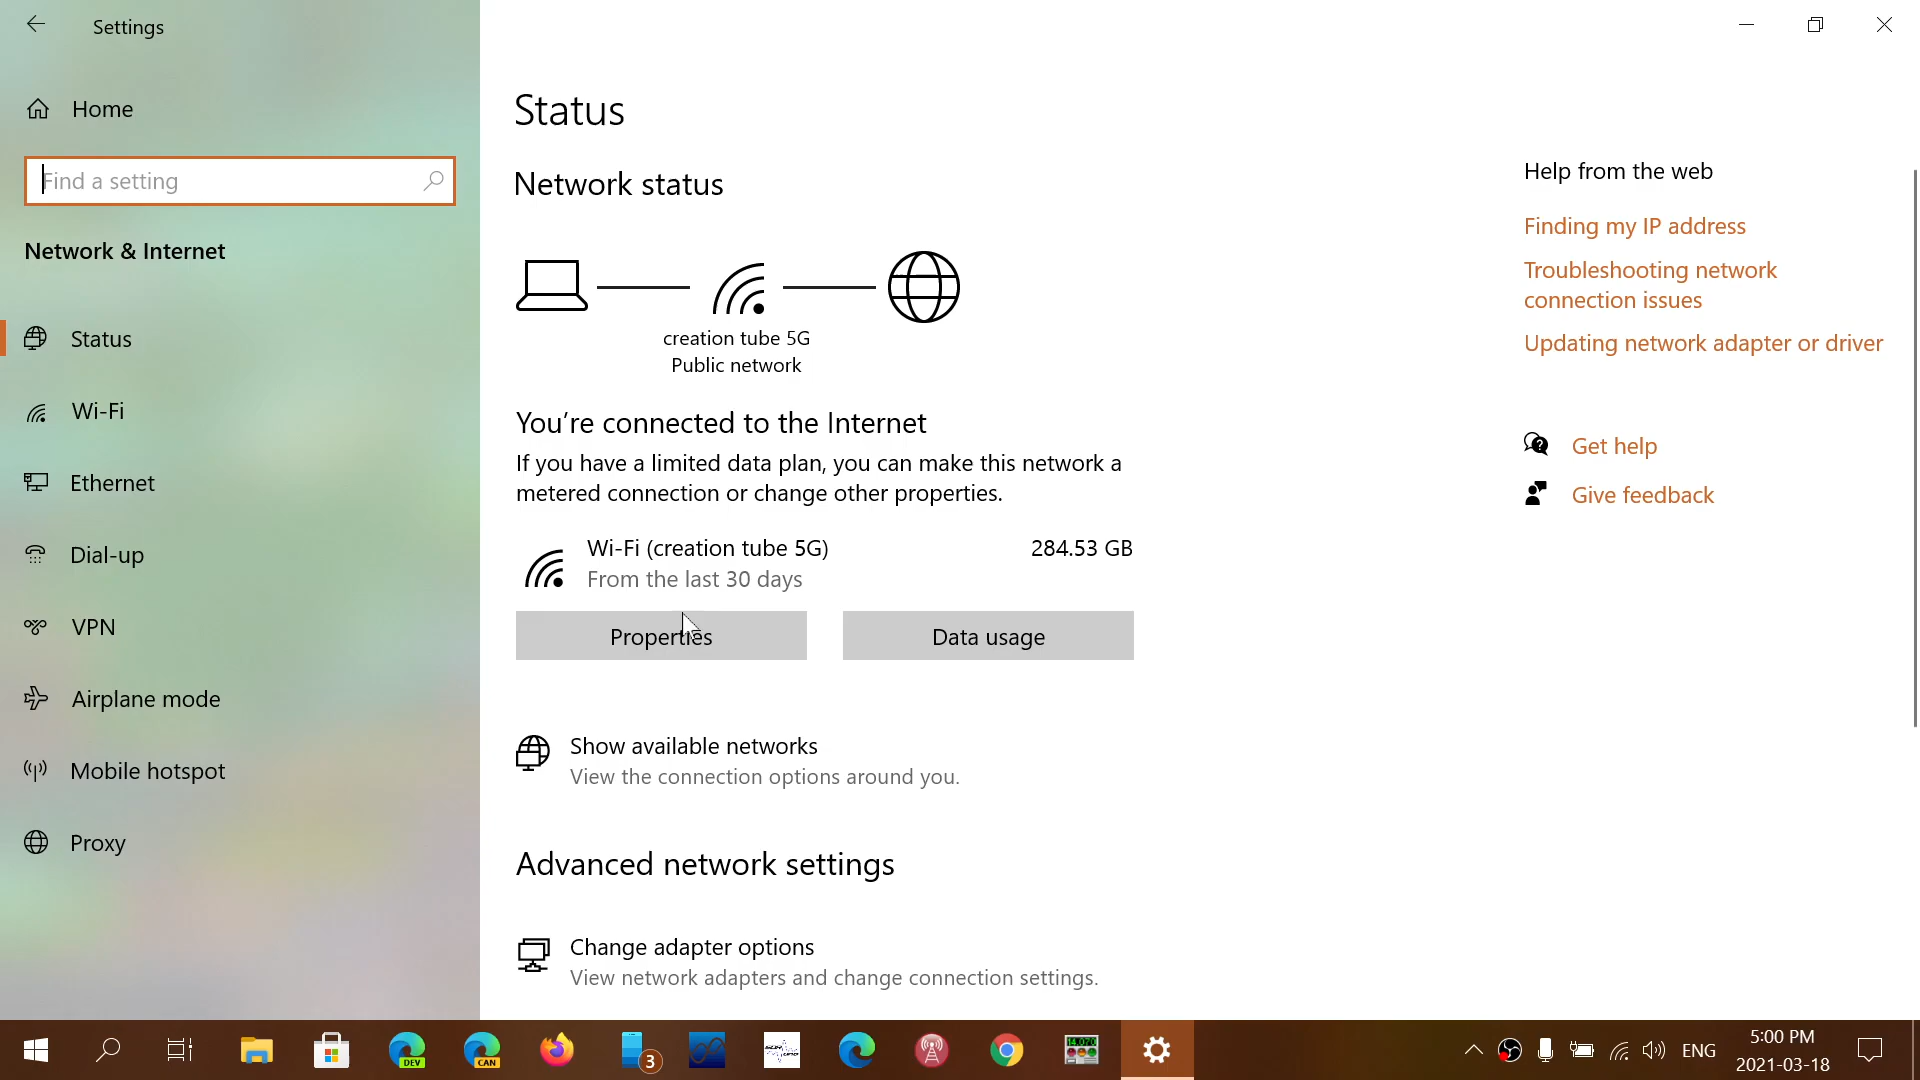 Settings
Home
Find a setting
Network & Internet
Status
Wi-Fi
Ethernet
Dial-up
VPN
Airplane mode
Mobile hotspot
Proxy
Status
Network status
creation tube 5G
Public network
You're connected to the Internet
If you have a limited data plan, you can make this network a
metered connection or change other properties.
Wi-Fi (creation tube 5G)
284.53 GB
From the last 30 days
Properties
Data usage
Show available networks
View the connection options around you.
Advanced network settings
Change adapter options
View network adapters and change connection settings.
Help from the web
Finding my IP address
Troubleshooting network
connection issues
Updating network adapter or driver
Get help
Give feedback
DEV
CAN
3
14.070
ENG
5:00 PM
2021-03-18